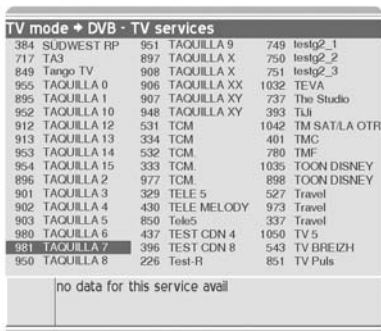 TV mode → DVB - TV services
384 SÜDWEST RP
717 TA3
849 Tango TV
955 TAQUILLA 0
895 TAQUILLA 1
952 TAQUILLA 10
912 TAQUILLA 12
913 TAQUILLA 13
953 TAQUILLA 14
954 TAQUILLA 15
896 TAQUILLA 2
901 TAQUILLA 3
902 TAQUILLA 4
903 TAQUILLA 5
980 TAQUILLA 6
981 TAQUILLA 7
950 TAQUILLA 8
951 TAQUILLA 9
897 TAQUILLA X
908 TAQUILLA X
906 TAQUILLA XX
907 TAQUILLA XY
948 TAQUILLA XY
531 TCM
334 TCM
532 TCM.
333 TCM.
977 TCM.
329 TELE 5
430 TELE MELODY
850 Tele5
437 TEST CDN 4
396 TEST CDN 8
226 Test-R
749 testg2_1
750 testg2_2
751 testg2_3
1032 TEVA
737 The Studio
393 TiJi
1042 TM SAT/LA OTR
401 TMC
780 TMF
1035 TOON DISNEY
898 TOON DISNEY
527 Travel
973 Travel
337 Travel
1050 TV 5
543 TV BREIZH
851 TV Puls
no data for this service avail